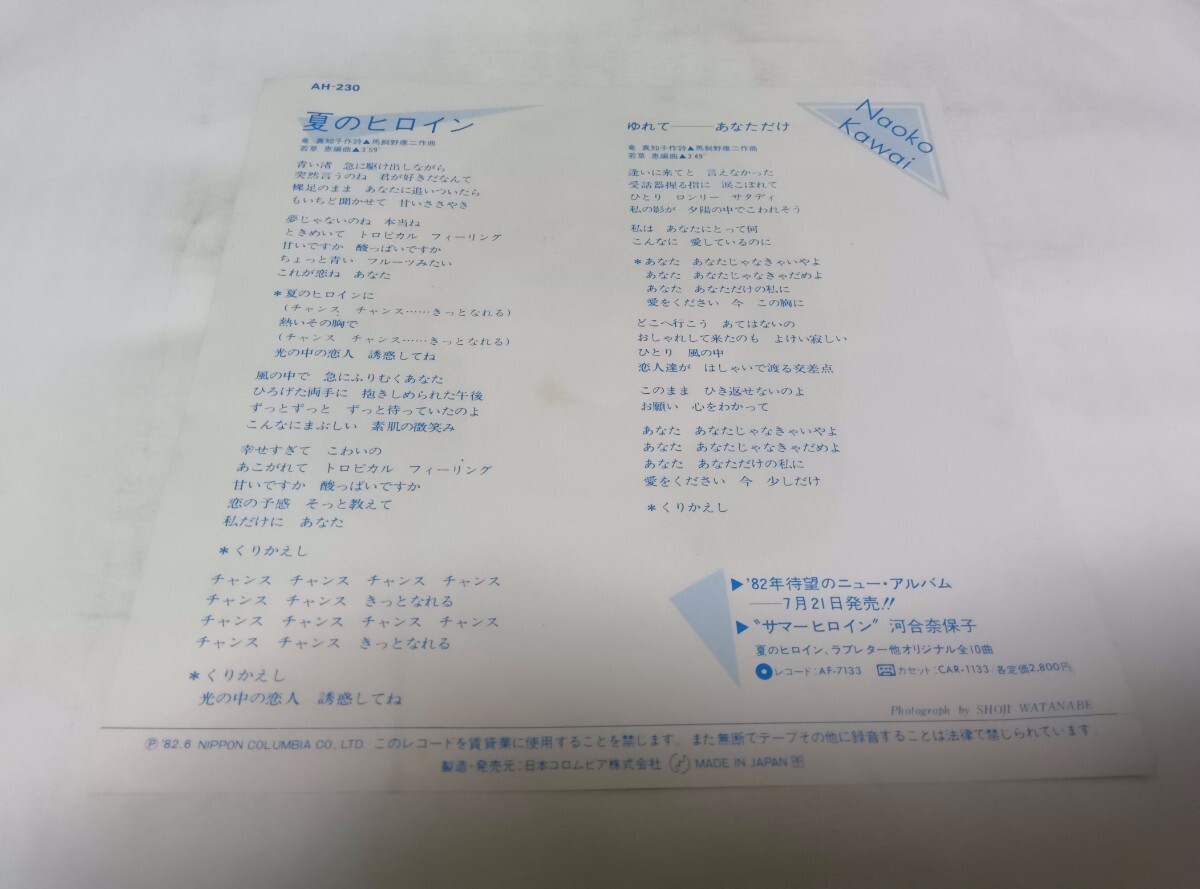 AH-230
夏のヒロイン
竜 真知子作詩▲馬飼野康二作曲
若草 恵編曲▲3′59″
青い渚 急に駆け出しながら
突然言うのね 君が好きだなんて
裸足のまま あなたに追いついたら
もいちど聞かせて 甘いささやき
夢じゃないのね 本当ね
ときめいて トロピカル フィーリング
甘いですか 酸っぱいですか
ちょっと青い フルーツみたい
これが恋ね あなた
*夏のヒロインに
(チャンス チャンス……きっとなれる)
熱いその胸で
(チャンス チャンス……きっとなれる)
光の中の恋人 誘惑してね
風の中で 急にふりむくあなた
ひろげた両手に 抱きしめられた午後
ずっとずっと ずっと待っていたのよ
こんなにまぶしい 素肌の微笑み
幸せすぎて こわいの
あこがれて トロピカル フィーリング
甘いですか 酸っぱいですか
恋の予感 そっと教えて
私だけに あなた
*くりかえし
チャンス チャンス チャンス チャンス
チャンス チャンス きっとなれる
チャンス チャンス チャンス チャンス
チャンス チャンス きっとなれる
*くりかえし
光の中の恋人 誘惑してね
ゆれて――あなただけ
竜 真知子作詩▲馬飼野康二作曲
若草 恵編曲▲3′49″
逢いに来てと 言えなかった
受話器握る指に 涙こぼれて
ひとり ロンリー サタディ
私の影が 夕陽の中でこわれそう
私は あなたにとって何
こんなに 愛しているのに
*あなた あなたじゃなきゃいやよ
あなた あなたじゃなきゃだめよ
あなた あなただけの私に
愛をください 今 この胸に
どこへ行こう あてはないの
おしゃれして来たのも よけい寂しい
ひとり 風の中
恋人達が はしゃいで渡る交差点
このまま ひき返せないのよ
お願い 心をわかって
あなた あなたじゃなきゃいやよ
あなた あなたじゃなきゃだめよ
あなた あなただけの私に
愛をください 今 少しだけ
*くりかえし
Naoko
Kawai
▶'82年待望のニュー・アルバム
――7月21日発売!!
▶“サマーヒロイン” 河合奈保子
夏のヒロイン、ラブレター他オリジナル全10曲
レコード:AF-7133 カセット:CAR-1133/各定価2,800円
Photograph by SHOJI WATANABE
Ⓟ '82.6 NIPPON COLUMBIA CO., LTD. このレコードを賃貸業に使用することを禁じます。また無断でテープその他に録音することは法律で禁じられています。
製造・発売元:日本コロムビア株式会社 MADE IN JAPAN